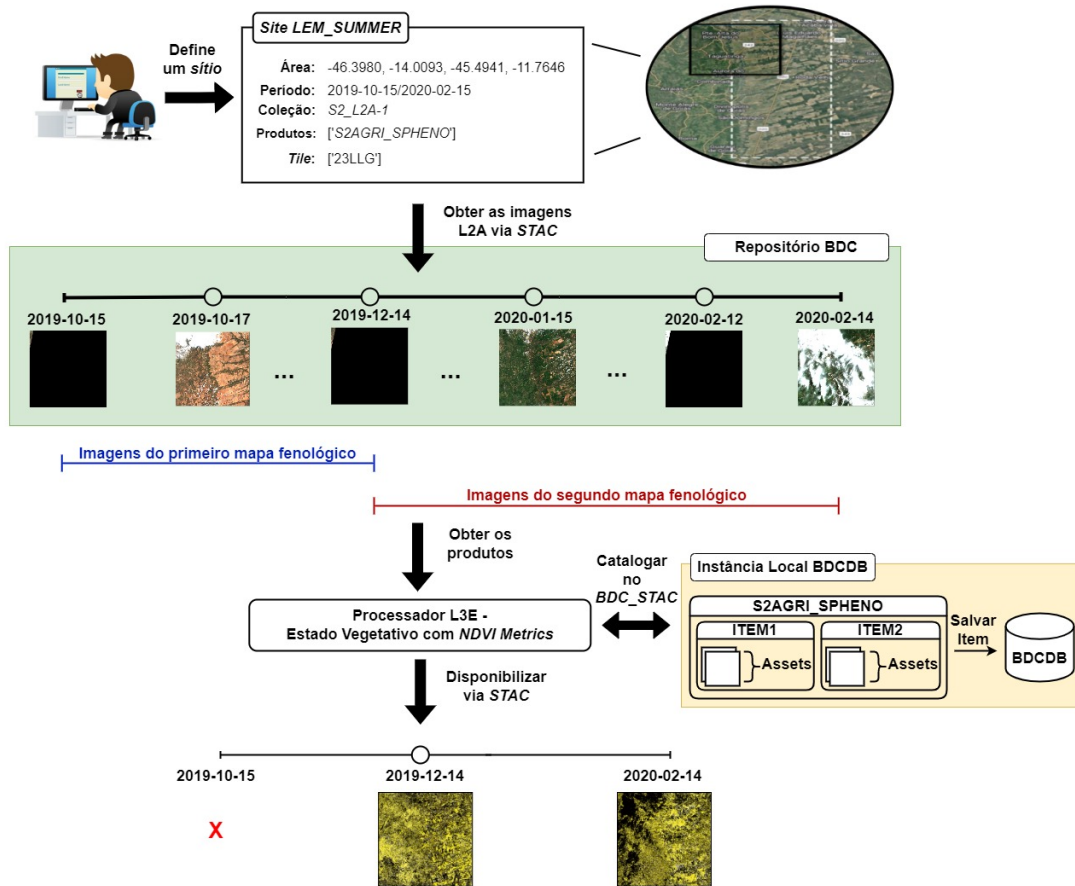 Define
um sítio
Site LEM_SUMMER
Área: -46.3980, -14.0093, -45.4941, -11.7646
Período: 2019-10-15/2020-02-15
Coleção: S2_L2A-1
Produtos: ['S2AGRI_SPHENO']
Tile: ['23LLG']
Obter as imagens
L2A via STAC
Repositório BDC
2019-10-15
2019-10-17
2019-12-14
2020-01-15
2020-02-12
2020-02-14
...
...
...
Imagens do primeiro mapa fenológico
Imagens do segundo mapa fenológico
Obter os
produtos
Processador L3E -
Estado Vegetativo com NDVI Metrics
Catalogar
no
BDC_STAC
Instância Local BDCDB
S2AGRI_SPHENO
ITEM1
Assets
ITEM2
Assets
Salvar
Item
BDCDB
Disponibilizar
via STAC
2019-10-15
2019-12-14
2020-02-14
X